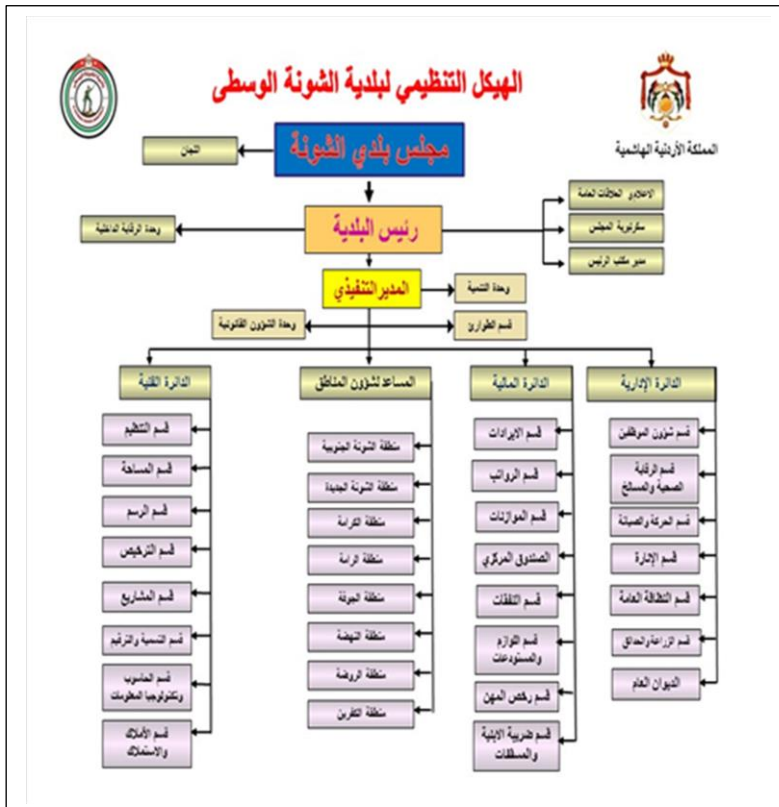 الهيكل التنظيمي لبلدية الشونة الوسطى
المملكة الأردنية الهاشمية
مجلس بلدي الشونة
اللجان
رئيس البلدية
الاعلام و العلاقات العامة
سكرتيرية المجلس
مدير مكتب الرئيس
وحدة الرقابة الداخلية
المدير التنفيذي
وحدة التنمية
قسم الطوارئ
وحدة الشؤون القانونية
الدائرة الإدارية
قسم شؤون الموظفين
قسم الرقابة
الصحية والمسالخ
قسم الحركة والصيانة
قسم الإنارة
قسم النظافة العامة
قسم الزراعة والحدائق
الديوان العام
الدائرة المالية
قسم الايرادات
قسم الرواتب
قسم الموازنات
الصندوق المركزي
قسم النفقات
قسم اللوازم
والمستودعات
قسم رخص المهن
قسم ضريبة الابنية
والمسقفات
المساعد لشؤون المناطق
منطقة الشونة الجنوبية
منطقة الشونة الجديدة
منطقة الكرامة
منطقة الرامة
منطقة الجوفة
منطقة النهضة
منطقة الروضة
منطقة الكفرين
الدائرة الفنية
قسم التنظيم
قسم المساحة
قسم الرسم
قسم الترخيص
قسم المشاريع
قسم التسمية والترقيم
قسم الحاسوب
وتكنولوجيا المعلومات
قسم الأملاك
والاستملاك